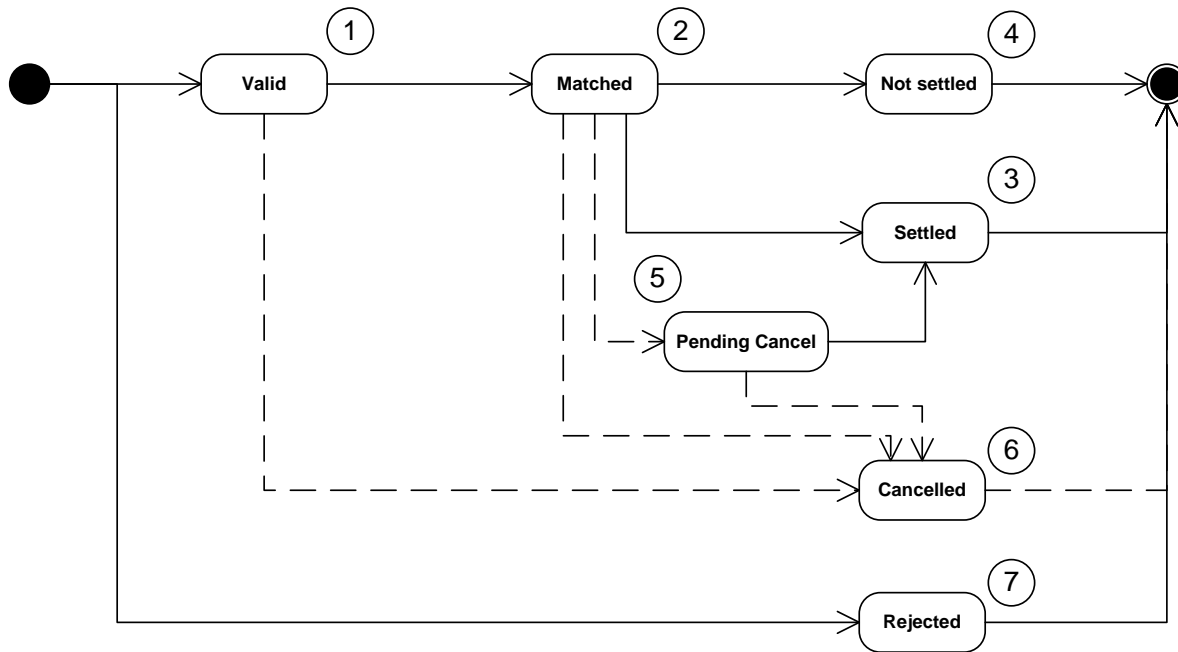 1
2
4
Valid
Matched
Not settled
3
Settled
5
Pending Cancel
6
Cancelled
7
Rejected